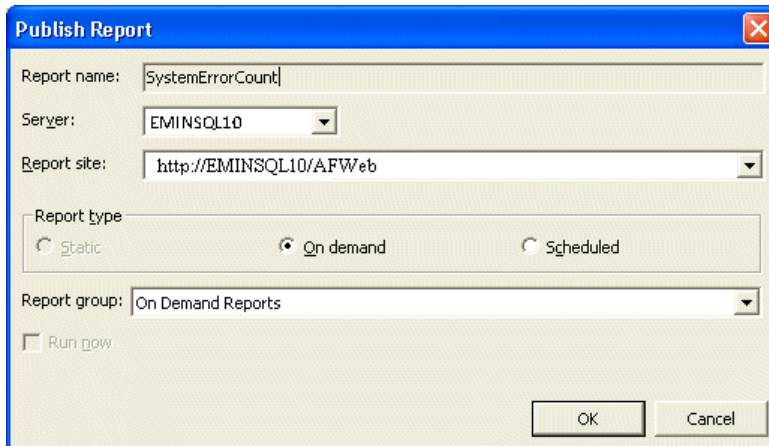 Publish Report
Report name: SystemErrorCount
Server: EMINSQL10
Report site: http://EMINSQL10/AFWeb
Report type
Static On demand Scheduled
Report group: On Demand Reports
Run now
OK Cancel